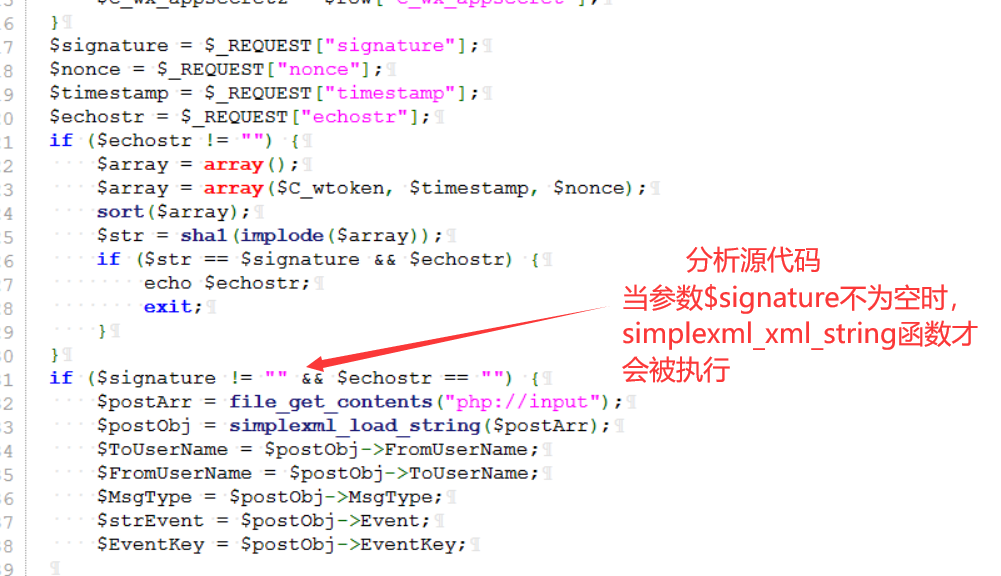 $c_wx_appsecret2 = $row["c_wx_appsecret"];
6 }
7 $signature = $_REQUEST["signature"];
8 $nonce = $_REQUEST["nonce"];
9 $timestamp = $_REQUEST["timestamp"];
0 $echostr = $_REQUEST["echostr"];
1 if ($echostr != "") {
2 $array = array();
3 $array = array($C_wtoken, $timestamp, $nonce);
4 sort($array);
5 $str = sha1(implode($array));
6 if ($str == $signature && $echostr) {
7 echo $echostr;
8 exit;
9 }
0 }
1 if ($signature != "" && $echostr == "") {
2 $postArr = file_get_contents("php://input");
3 $postObj = simplexml_load_string($postArr);
4 $ToUserName = $postObj->FromUserName;
5 $FromUserName = $postObj->ToUserName;
6 $MsgType = $postObj->MsgType;
7 $strEvent = $postObj->Event;
8 $EventKey = $postObj->EventKey;
9
分析源代码
当参数$signature不为空时，
simplexml_xml_string函数才
会被执行